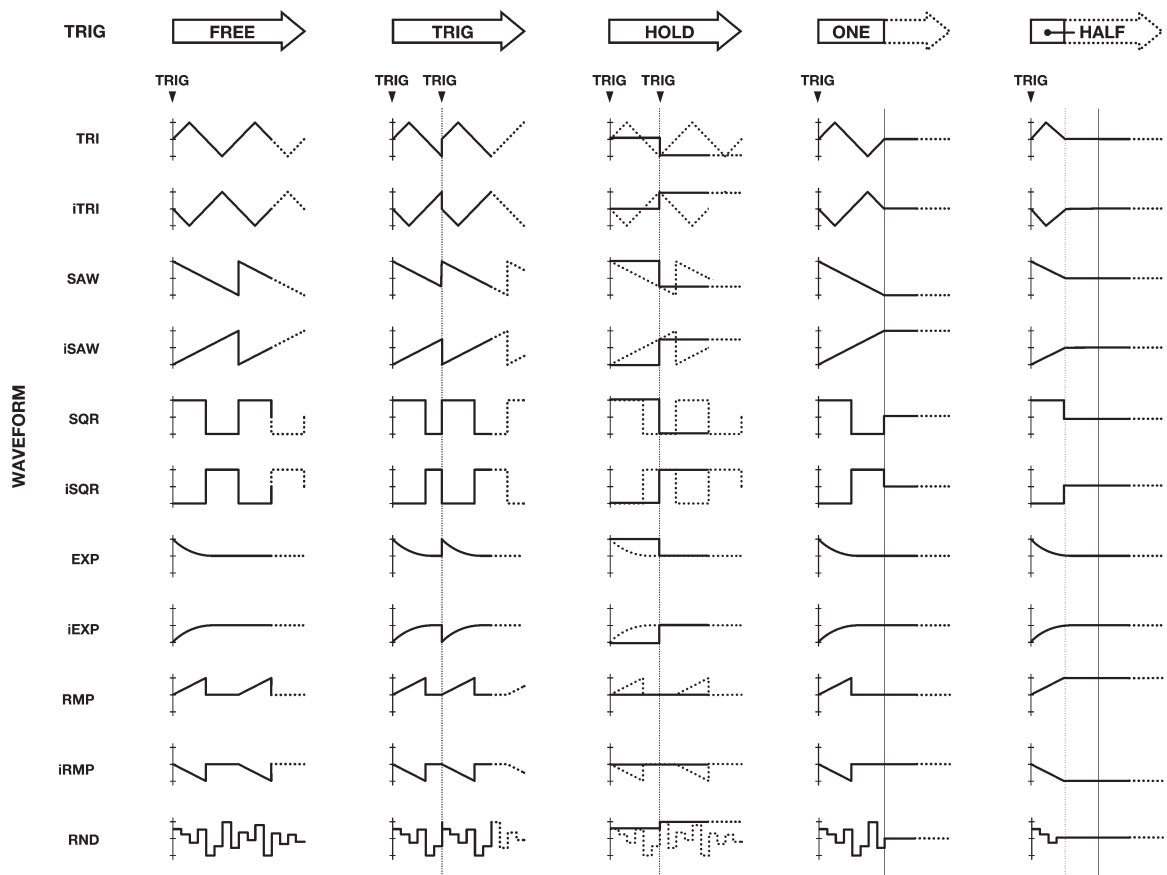 TRIG FREE TRIG HOLD ONE HALF
TRIG TRIG TRIG TRIG TRIG TRIG TRIG
WAVEFORM
TRI
iTRI
SAW
iSAW
SQR
iSQR
EXP
iEXP
RMP
iRMP
RND